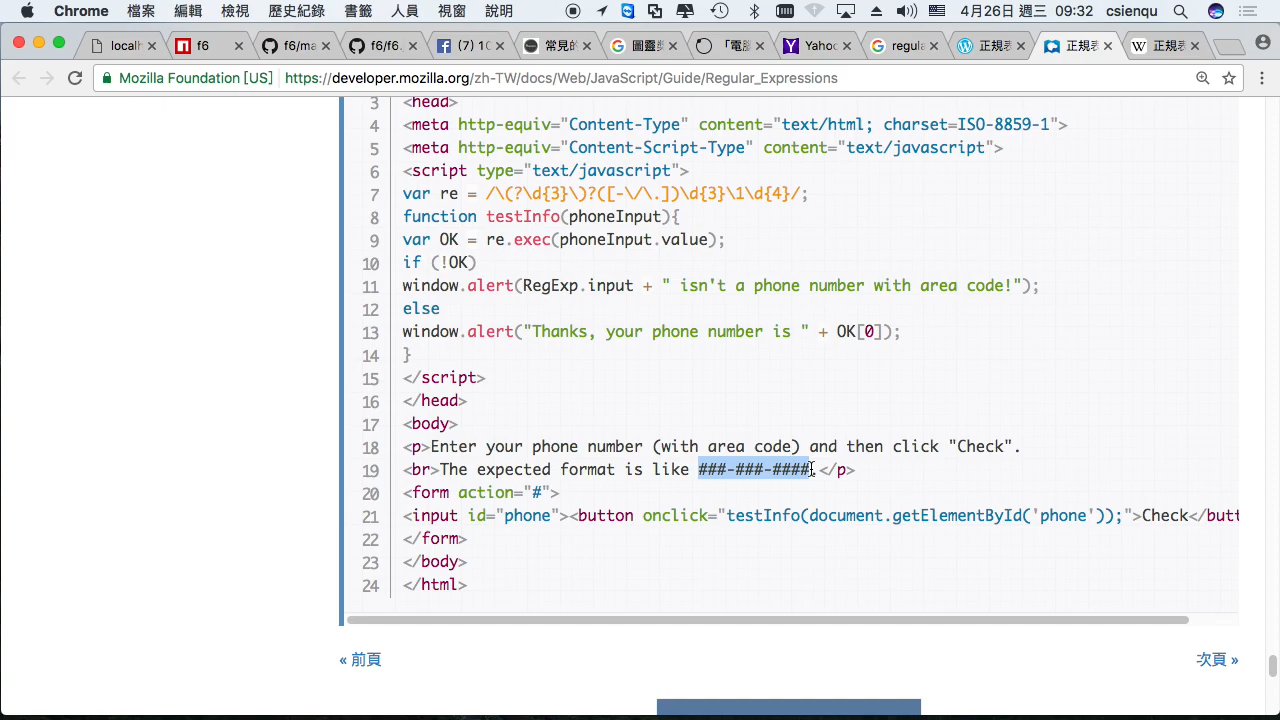 Chrome 檔案 編輯 檢視 歷史紀錄 書籤 人員 視窗 說明 4月26日 週三 09:32 csienqu
localh f6 f6/ma f6/f6. (7) 1( 常見的 圖靈與 「電腦 Yahoo regula 正規表 正規表 正規表
Mozilla Foundation [US] https://developer.mozilla.org/zh-TW/docs/Web/JavaScript/Guide/Regular_Expressions
3 <head>
4 <meta http-equiv="Content-Type" content="text/html; charset=ISO-8859-1">
5 <meta http-equiv="Content-Script-Type" content="text/javascript">
6 <script type="text/javascript">
7 var re = /\(?\d{3}\)?([-\/\.])\d{3}\1\d{4}/;
8 function testInfo(phoneInput){
9 var OK = re.exec(phoneInput.value);
10 if (!OK)
11 window.alert(RegExp.input + " isn't a phone number with area code!");
12 else
13 window.alert("Thanks, your phone number is " + OK[0]);
14 }
15 </script>
16 </head>
17 <body>
18 <p>Enter your phone number (with area code) and then click "Check".
19 <br>The expected format is like ###-###-####.</p>
20 <form action="#">
21 <input id="phone"><button onclick="testInfo(document.getElementById('phone'));">Check</butt
22 </form>
23 </body>
24 </html>
« 前頁 次頁 »